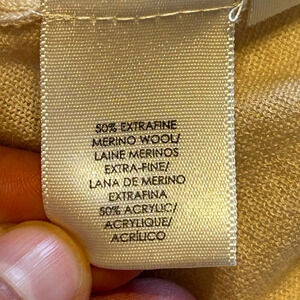 50% EXTRAFINE
MERINO WOOL/
LAINE MERINOS
EXTRA-FINE/
LANA DE MERINO
EXTRAFINA
50% ACRYLIC/
ACRYLIQUE/
ACRÍLICO